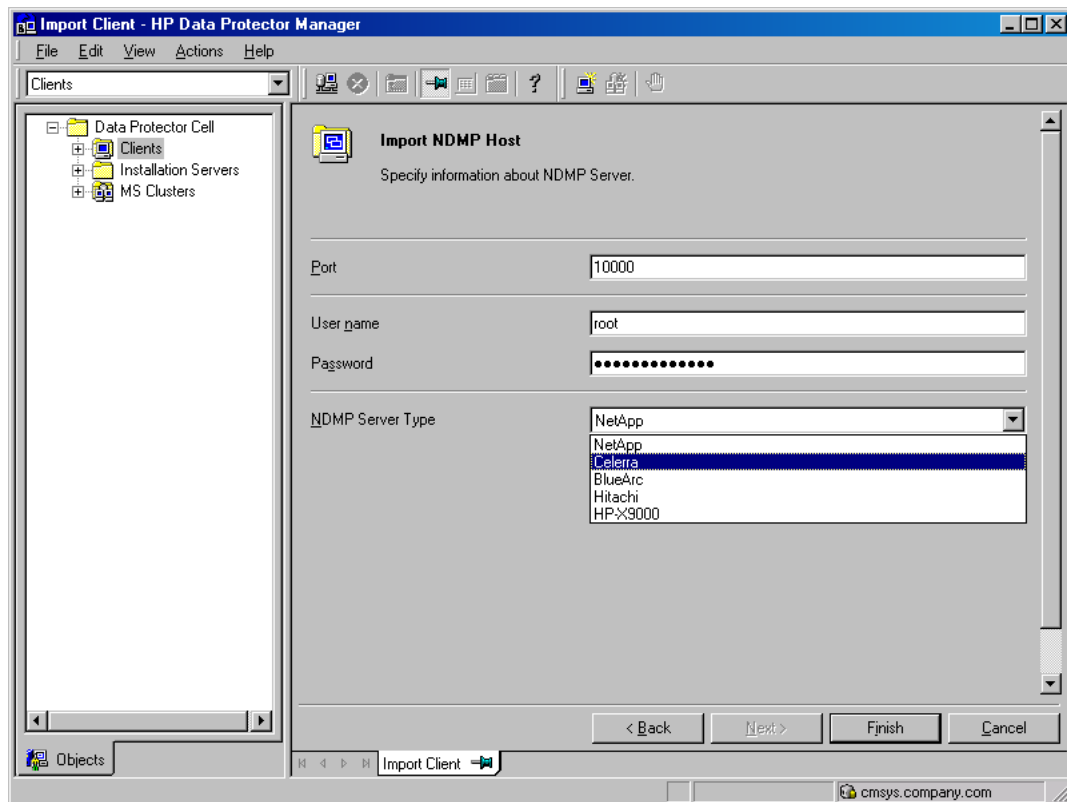 Import Client - HP Data Protector Manager
File Edit View Actions Help
Clients
?
Data Protector Cell
Clients
Installation Servers
MS Clusters
Import NDMP Host
Specify information about NDMP Server.
Port 10000
User name root
Password •••••••••••••
NDMP Server Type NetApp
NetApp
Celerra
BlueArc
Hitachi
HP-X9000
< Back Next > Finish Cancel
Objects
Import Client
cmsys.company.com